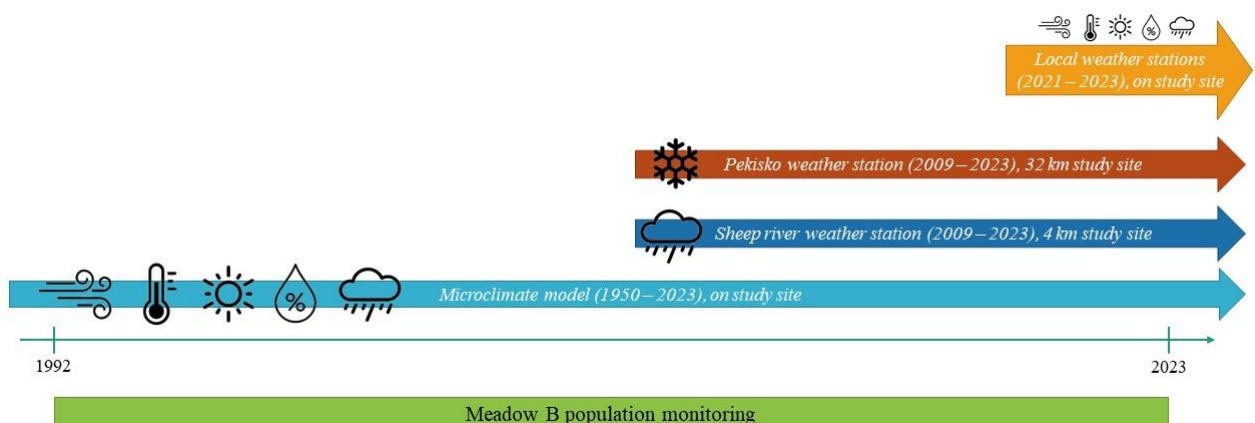 %
Local weather stations
(2021 – 2023), on study site
Pekisko weather station (2009 – 2023), 32 km study site
Sheep river weather station (2009 – 2023), 4 km study site
%
Microclimate model (1950 – 2023), on study site
1992
2023
Meadow B population monitoring